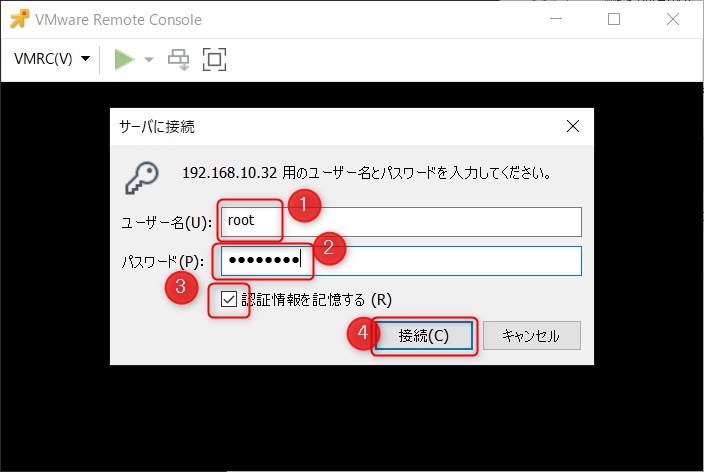 VMware Remote Console
VMRC(V)
サーバに接続
192.168.10.32 用のユーザー名とパスワードを入力してください。
1
ユーザー名(U): root
2
パスワード(P): ●●●●●●●●
3
認証情報を記憶する (R)
4 接続(C) キャンセル